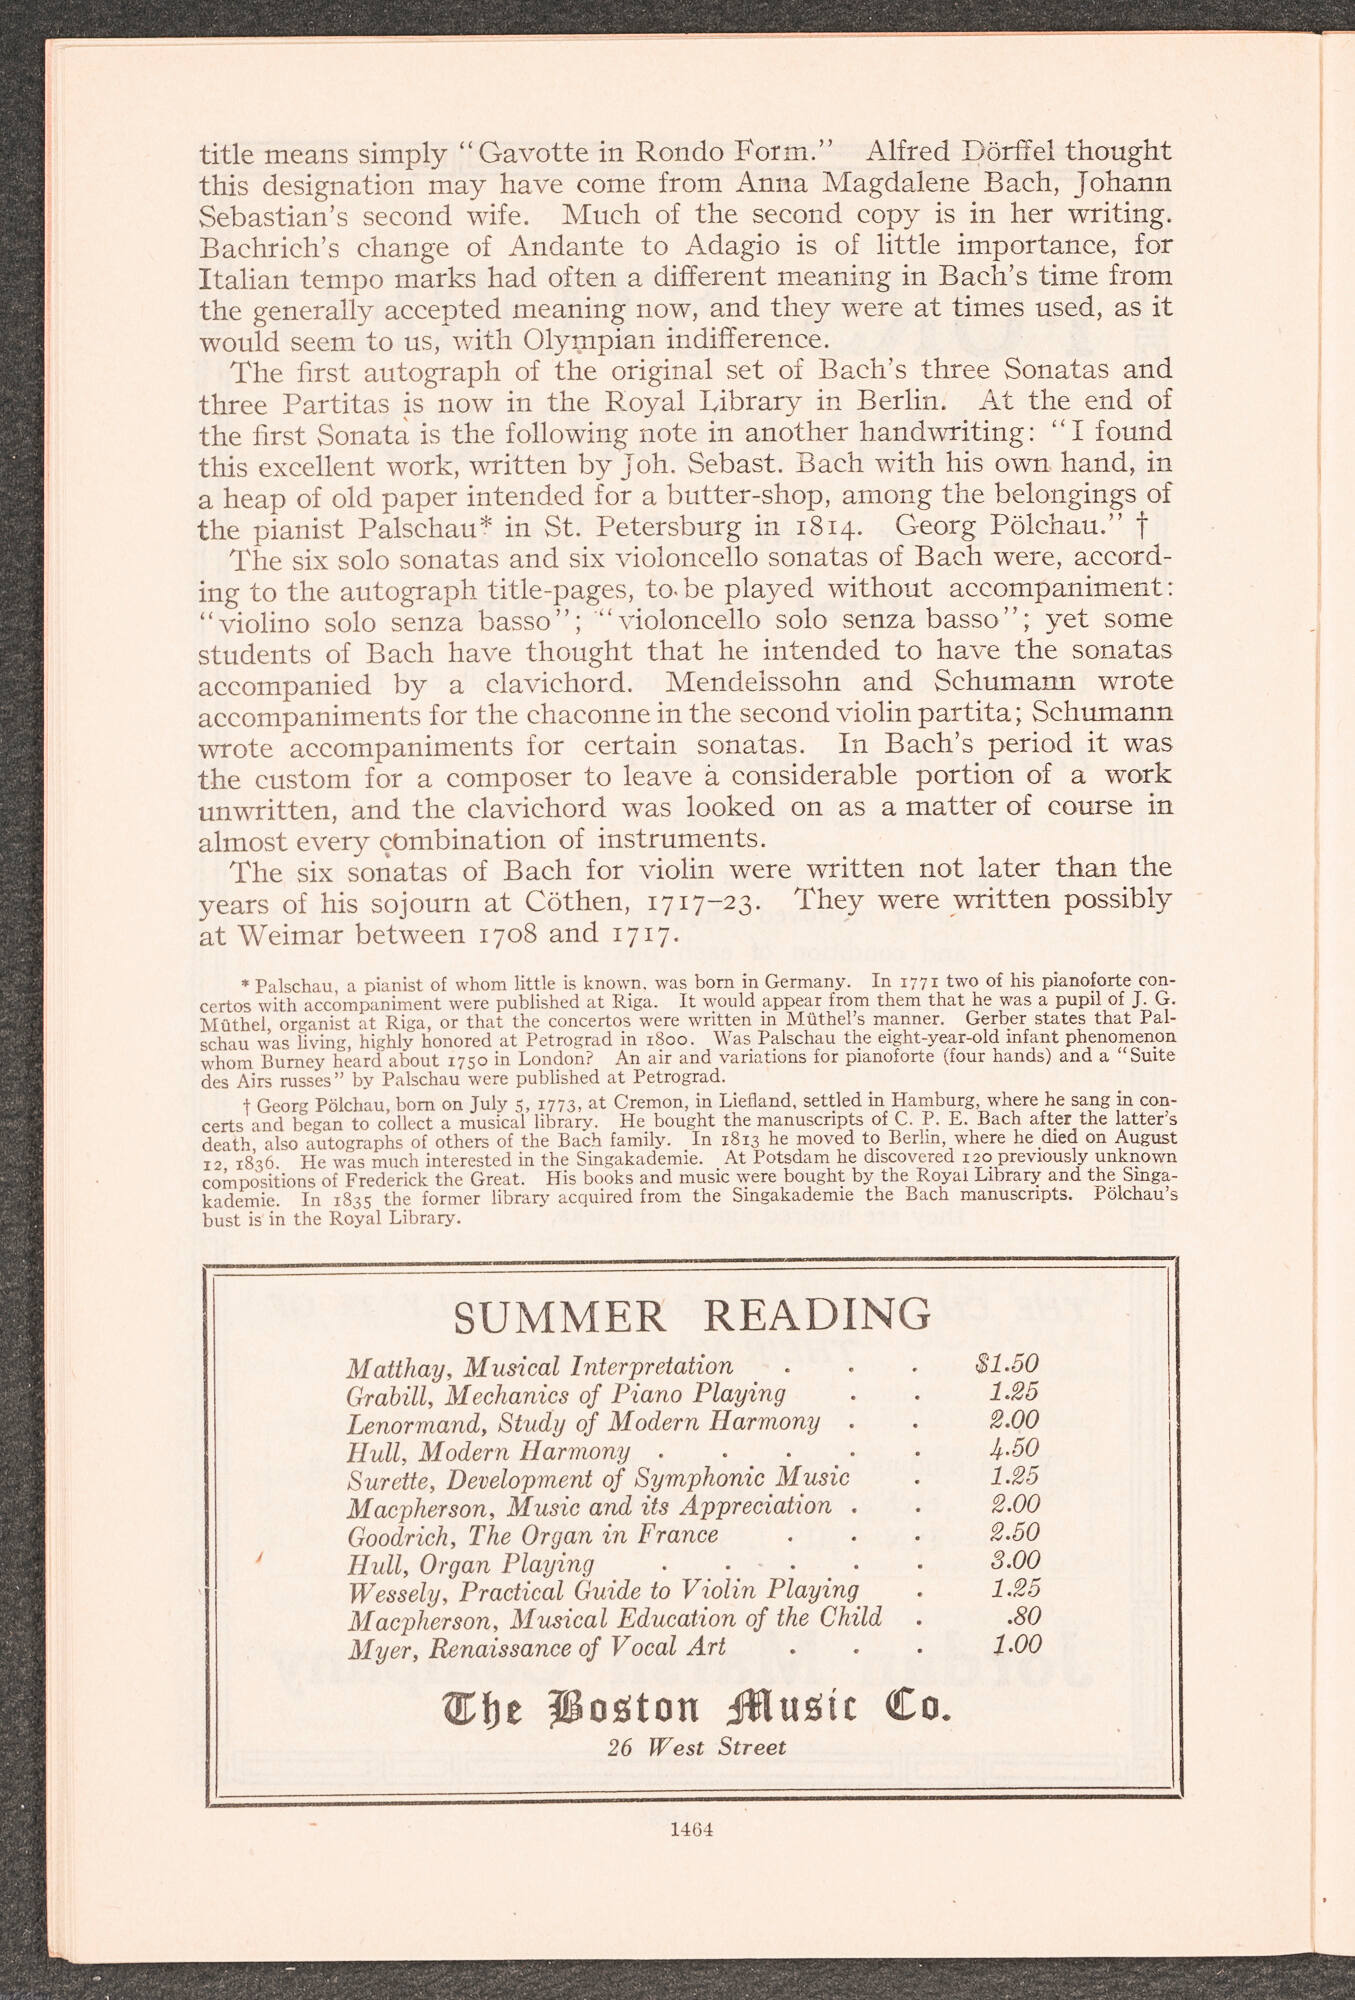 title means simply “Gavotte in Rondo Form.” Alfred Dörffel thought
this designation may have come from Anna Magdalene Bach, Johann
Sebastian’s second wife. Much of the second copy is in her writing.
Bachrich’s change of Andante to Adagio is of little importance, for
Italian tempo marks had often a different meaning in Bach’s time from
the generally accepted meaning now, and they were at times used, as it
would seem to us, with Olympian indifference.
The first autograph of the original set of Bach’s three Sonatas and
three Partitas is now in the Royal Library in Berlin. At the end of
the first Sonata is the following note in another handwriting: “I found
this excellent work, written by Joh. Sebast. Bach with his own hand, in
a heap of old paper intended for a butter-shop, among the belongings of
the pianist Palschau* in St. Petersburg in 1814. Georg Pölchau.” †
The six solo sonatas and six violoncello sonatas of Bach were, accord-
ing to the autograph title-pages, to be played without accompaniment:
“violino solo senza basso”; “violoncello solo senza basso”; yet some
students of Bach have thought that he intended to have the sonatas
accompanied by a clavichord. Mendelssohn and Schumann wrote
accompaniments for the chaconne in the second violin partita; Schumann
wrote accompaniments for certain sonatas. In Bach’s period it was
the custom for a composer to leave a considerable portion of a work
unwritten, and the clavichord was looked on as a matter of course in
almost every combination of instruments.
The six sonatas of Bach for violin were written not later than the
years of his sojourn at Cöthen, 1717–23. They were written possibly
at Weimar between 1708 and 1717.
* Palschau, a pianist of whom little is known, was born in Germany. In 1771 two of his pianoforte con-
certos with accompaniment were published at Riga. It would appear from them that he was a pupil of J. G.
Müthel, organist at Riga, or that the concertos were written in Müthel’s manner. Gerber states that Pal-
schau was living, highly honored at Petrograd in 1800. Was Palschau the eight-year-old infant phenomenon
whom Burney heard about 1750 in London? An air and variations for pianoforte (four hands) and a “Suite
des Airs russes” by Palschau were published at Petrograd.
† Georg Pölchau, born on July 5, 1773, at Cremon, in Liefland, settled in Hamburg, where he sang in con-
certs and began to collect a musical library. He bought the manuscripts of C. P. E. Bach after the latter’s
death, also autographs of others of the Bach family. In 1813 he moved to Berlin, where he died on August
12, 1836. He was much interested in the Singakademie. At Potsdam he discovered 120 previously unknown
compositions of Frederick the Great. His books and music were bought by the Royal Library and the Singa-
kademie. In 1835 the former library acquired from the Singakademie the Bach manuscripts. Pölchau’s
bust is in the Royal Library.
SUMMER READING
Matthay, Musical Interpretation . . . $1.50
Grabill, Mechanics of Piano Playing . . 1.25
Lenormand, Study of Modern Harmony . . 2.00
Hull, Modern Harmony . . . . . 4.50
Surette, Development of Symphonic Music . 1.25
Macpherson, Music and its Appreciation . . 2.00
Goodrich, The Organ in France . . . 2.50
Hull, Organ Playing . . . . . 3.00
Wessely, Practical Guide to Violin Playing . 1.25
Macpherson, Musical Education of the Child . .80
Myer, Renaissance of Vocal Art . . . 1.00
The Boston Music Co.
26 West Street
1464